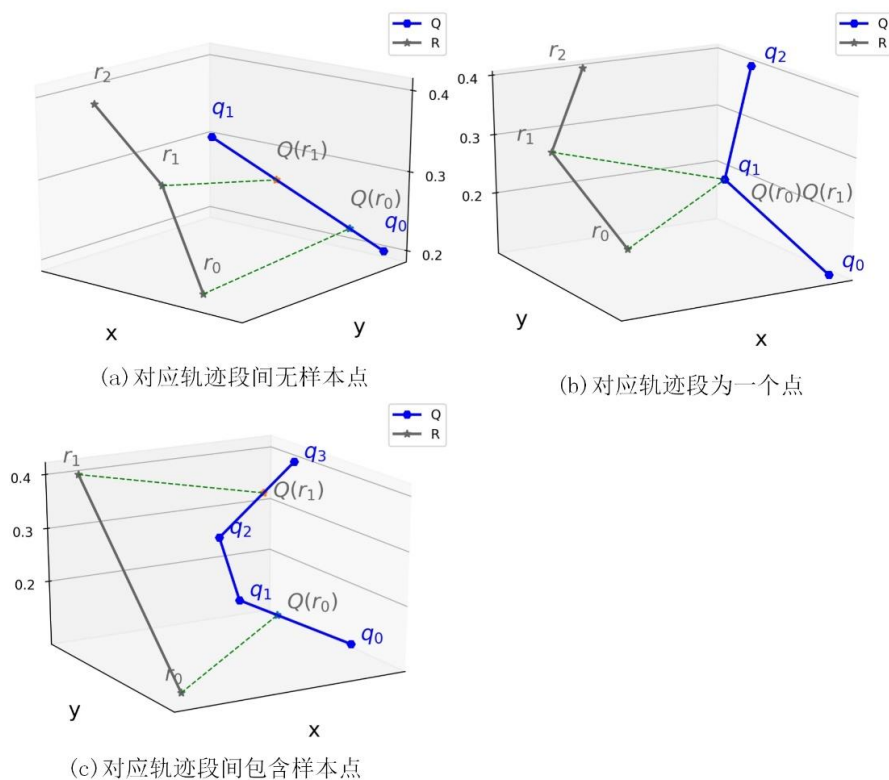 Q
R
r2
r1
r0
q1
Q(r1)
Q(r0)
q0
0.4
0.3
0.2
x
y
(a)对应轨迹段间无样本点
Q
R
0.4
0.3
0.2
r2
r1
r0
q2
q1
Q(r0)Q(r1)
q0
y
x
(b)对应轨迹段为一个点
Q
R
0.4
0.3
0.2
r1
r0
q3
Q(r1)
q2
q1
Q(r0)
q0
y
x
(c)对应轨迹段间包含样本点